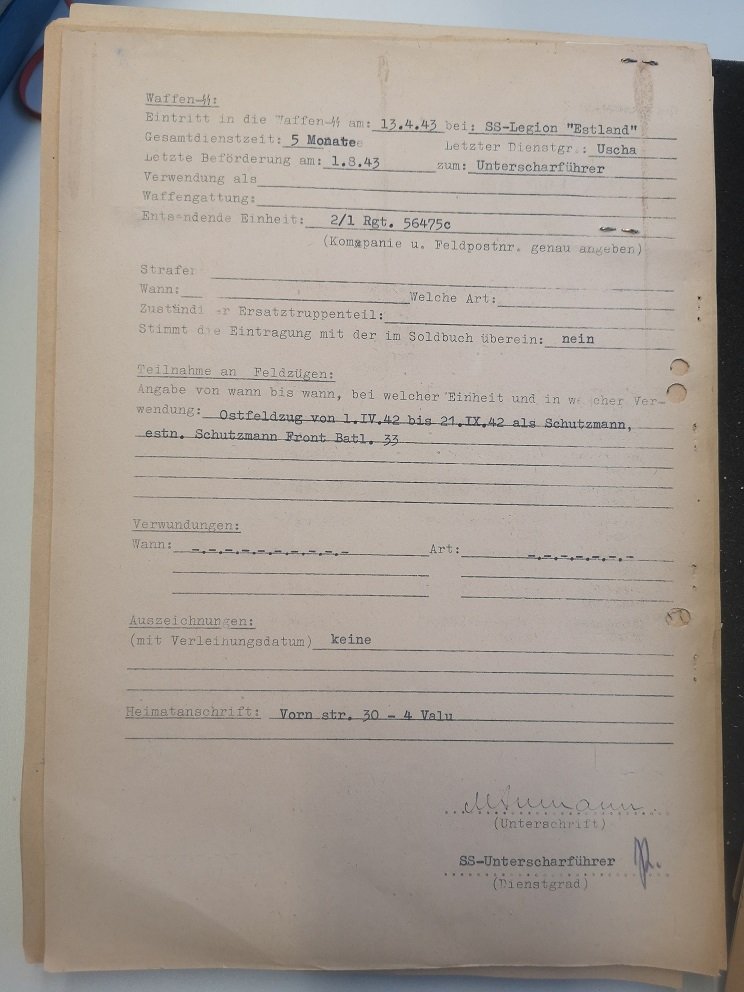 Waffen-SS:
Eintritt in die Waffen-SS am: 13.4.43 bei: SS-Legion "Estland"
Gesamtdienstzeit: 5 Monate Letzter Dienstgr.: Uscha
Letzte Beförderung am: 1.8.43 zum: Unterscharführer
Verwendung als
Waffengattung:
Entsendende Einheit: 2/1 Rgt. 56475c
(Kompanie u. Feldpostnr. genau angeben)
Strafen
Wann: Welche Art:
Zuständiger Ersatztruppenteil:
Stimmt die Eintragung mit der im Soldbuch überein: nein
Teilnahme an Feldzügen:
Angabe von wann bis wann, bei welcher Einheit und in welcher Ver-
wendung: Ostfeldzug von 1.IV.42 bis 21.IX.42 als Schutzmann,
estn. Schutzmann Front Batl. 33
Verwundungen:
Wann: -.-.-.-.-.-.-.-.-.- Art: -.-.-.-.-.-.-
Auszeichnungen:
(mit Verleihungsdatum) keine
Heimatanschrift: Vorn str. 30 - 4 Valu
(Unterschrift)
SS-Unterscharführer
(Dienstgrad)